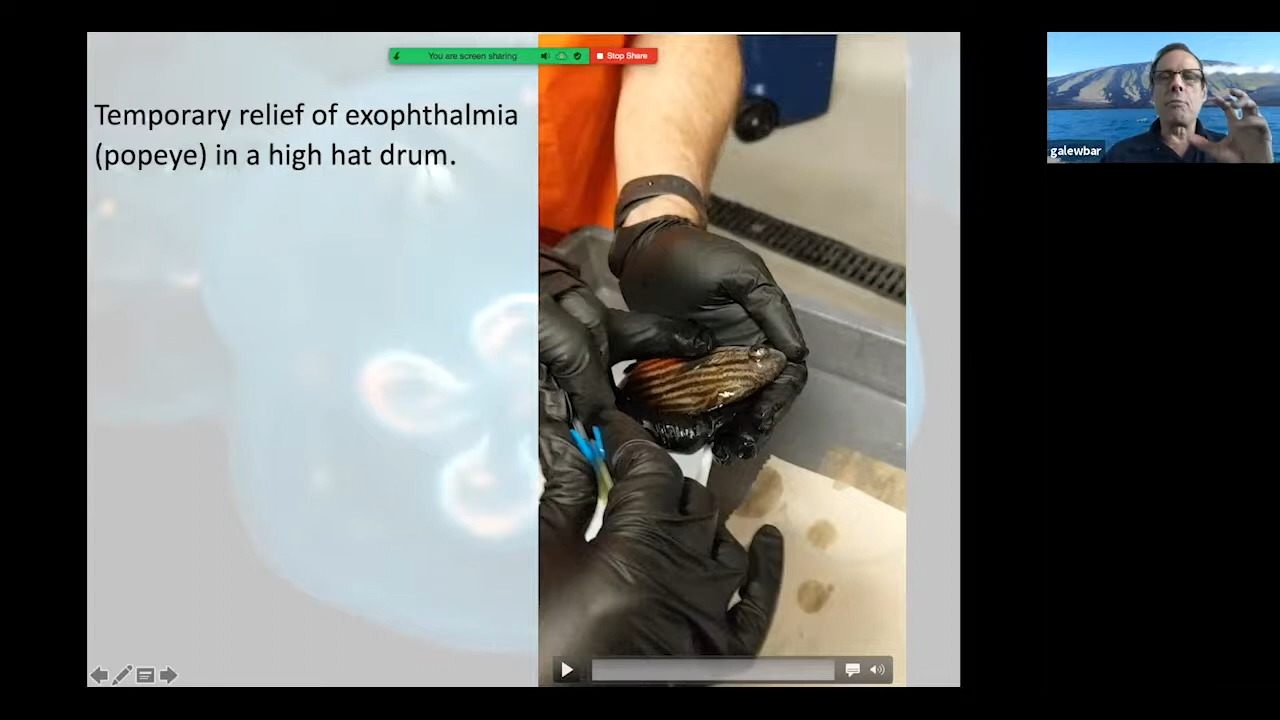 You are screen sharing
Stop Share
Temporary relief of exophthalmia
(popeye) in a high hat drum.
galewbar